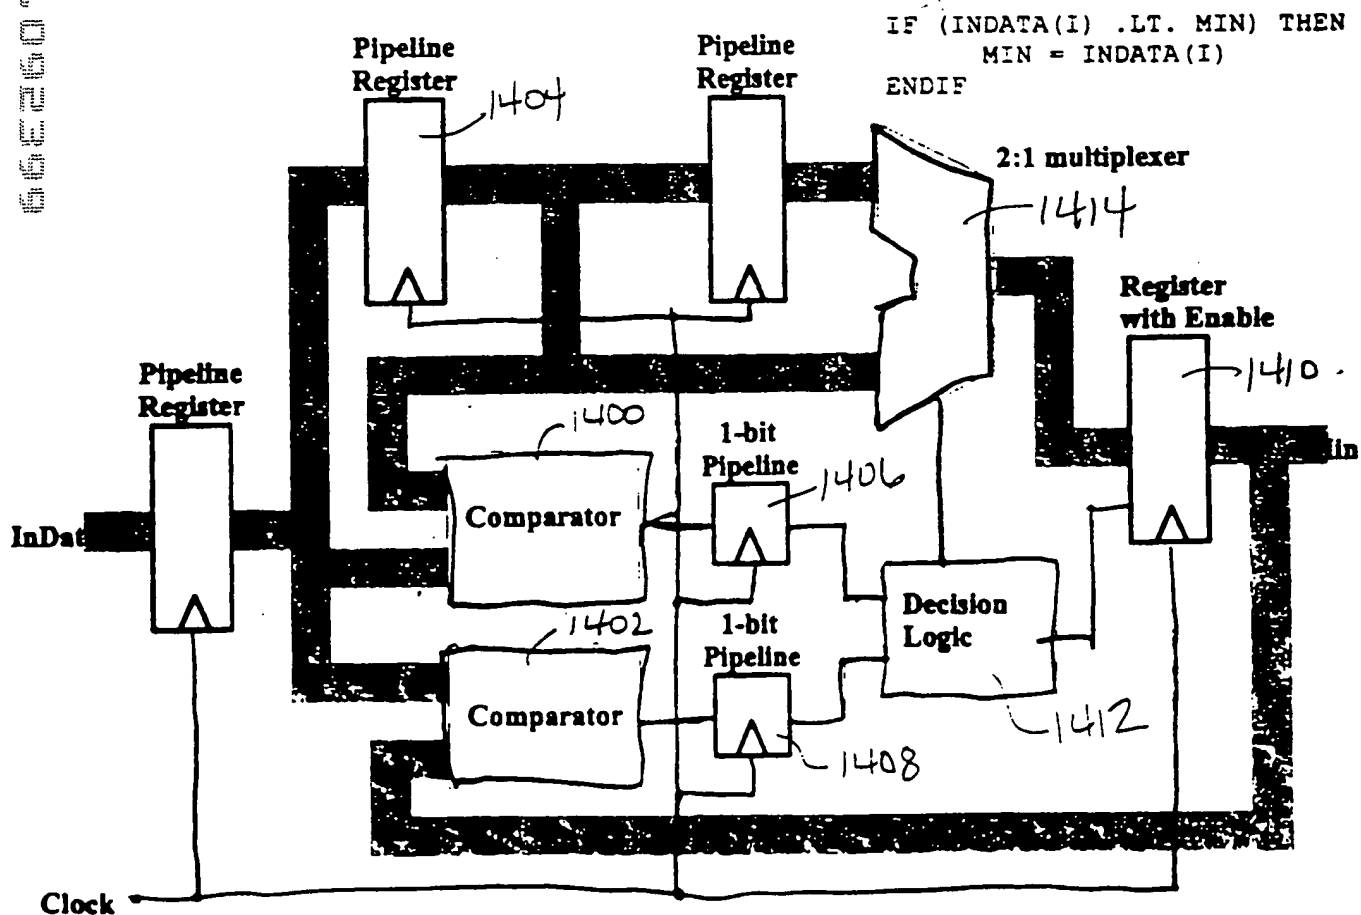 IF (INDATA(I) .LT. MIN) THEN
MIN = INDATA(I)
ENDIF
Pipeline
Register
1404
Pipeline
Register
2:1 multiplexer
1414
Register
with Enable
1410
Pipeline
Register
1400
1-bit
Pipeline
1406
Comparator
InDat
in
1402
1-bit
Pipeline
Decision
Logic
Comparator
1412
1408
Clock